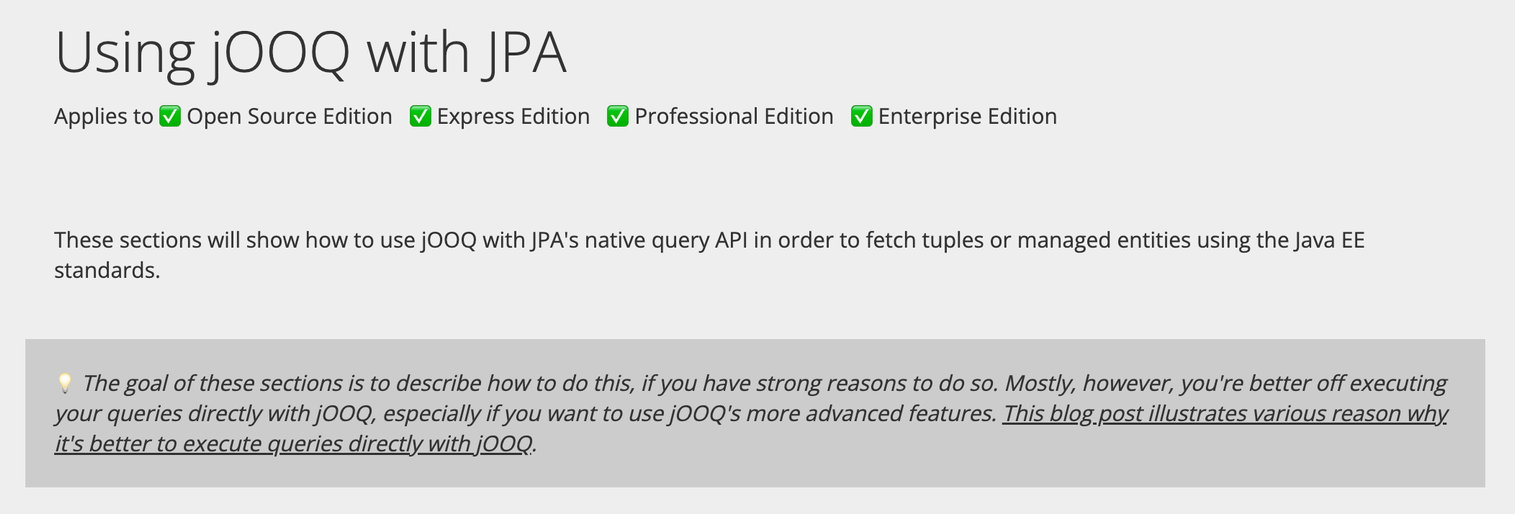 Using jOOQ with JPA
Applies to ✅ Open Source Edition ✅ Express Edition ✅ Professional Edition ✅ Enterprise Edition
These sections will show how to use jOOQ with JPA's native query API in order to fetch tuples or managed entities using the Java EE
standards.
💡 The goal of these sections is to describe how to do this, if you have strong reasons to do so. Mostly, however, you're better off executing
your queries directly with jOOQ, especially if you want to use jOOQ's more advanced features. This blog post illustrates various reason why
it's better to execute queries directly with jOOQ.